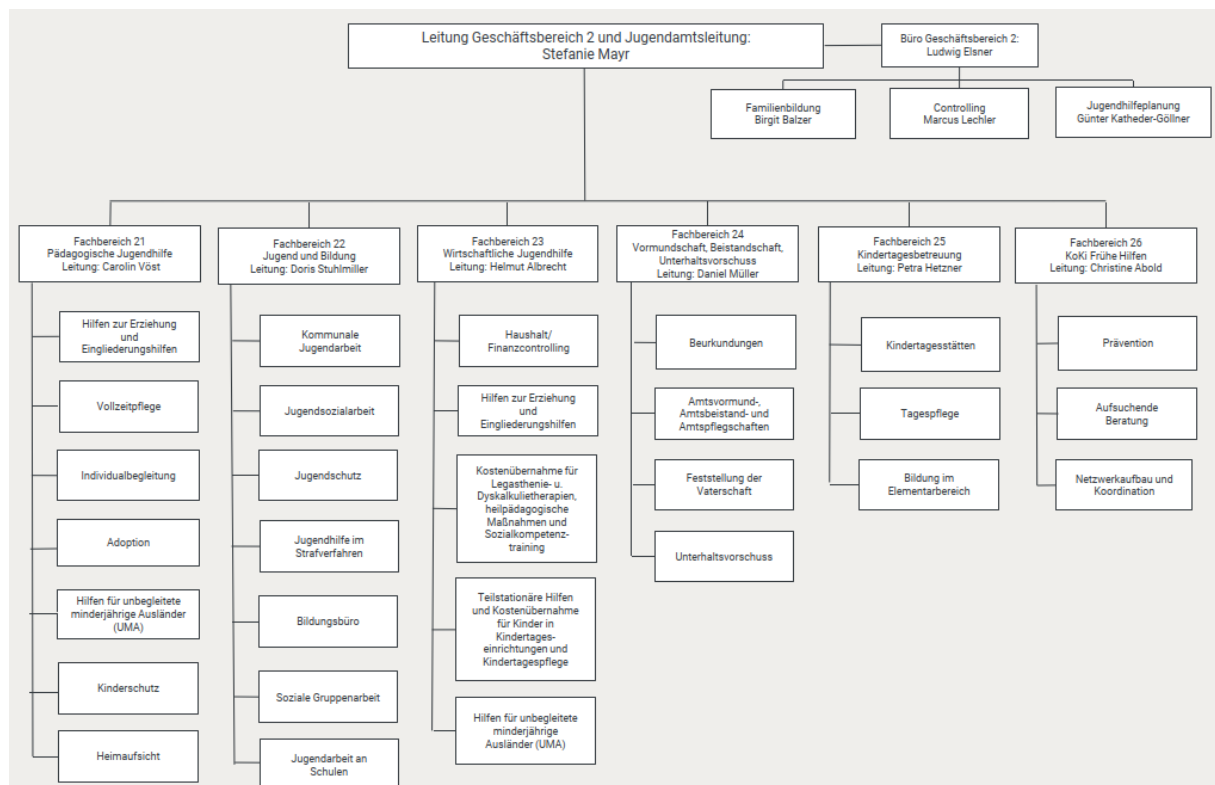 Leitung Geschäftsbereich 2 und Jugendamtsleitung:
Stefanie Mayr
Büro Geschäftsbereich 2:
Ludwig Elsner
Familienbildung
Birgit Balzer
Controlling
Marcus Lechler
Jugendhilfeplanung
Günter Katheder-Göllner
Fachbereich 21
Pädagogische Jugendhilfe
Leitung: Carolin Vöst
Hilfen zur Erziehung
und
Eingliederungshilfen
Vollzeitpflege
Individualbegleitung
Adoption
Hilfen für unbegleitete
minderjährige Ausländer
(UMA)
Kinderschutz
Heimaufsicht
Fachbereich 22
Jugend und Bildung
Leitung: Doris Stuhlmiller
Kommunale
Jugendarbeit
Jugendsozialarbeit
Jugendschutz
Jugendhilfe im
Strafverfahren
Bildungsbüro
Soziale Gruppenarbeit
Jugendarbeit an
Schulen
Fachbereich 23
Wirtschaftliche Jugendhilfe
Leitung: Helmut Albrecht
Haushalt/
Finanzcontrolling
Hilfen zur Erziehung
und
Eingliederungshilfen
Kostenübernahme für
Legasthenie- u.
Dyskalkulietherapien,
heilpädagogische
Maßnahmen und
Sozialkompetenz-
training
Teilstationäre Hilfen
und Kostenübernahme
für Kinder in
Kindertages-
einrichtungen und
Kindertagespflege
Hilfen für unbegleitete
minderjährige
Ausländer (UMA)
Fachbereich 24
Vormundschaft, Beistandschaft,
Unterhaltsvorschuss
Leitung: Daniel Müller
Beurkundungen
Amtsvormund-,
Amtsbeistand- und
Amtspflegschaften
Feststellung der
Vaterschaft
Unterhaltsvorschuss
Fachbereich 25
Kindertagesbetreuung
Leitung: Petra Hetzner
Kindertagesstätten
Tagespflege
Bildung im
Elementarbereich
Fachbereich 26
KoKi Frühe Hilfen
Leitung: Christine Abold
Prävention
Aufsuchende
Beratung
Netzwerkaufbau und
Koordination